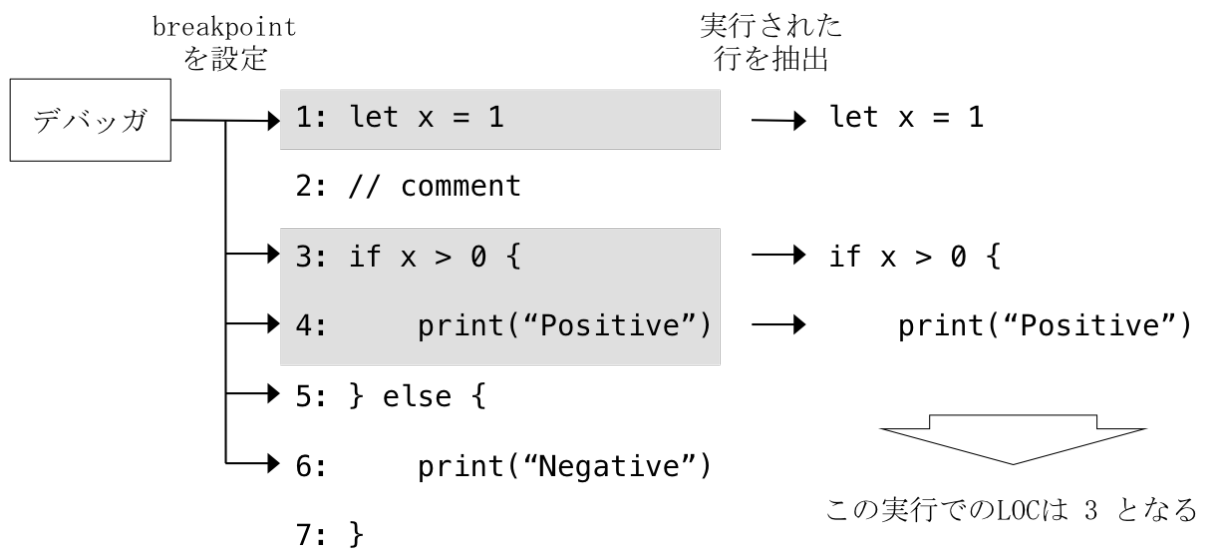 breakpoint
を設定
実行された
行を抽出
デバッガ
1: let x = 1
let x = 1
2: // comment
3: if x > 0 {
if x > 0 {
4:     print(“Positive”)
print(“Positive”)
5: } else {
6:     print(“Negative”)
7: }
この実行でのLOCは 3 となる